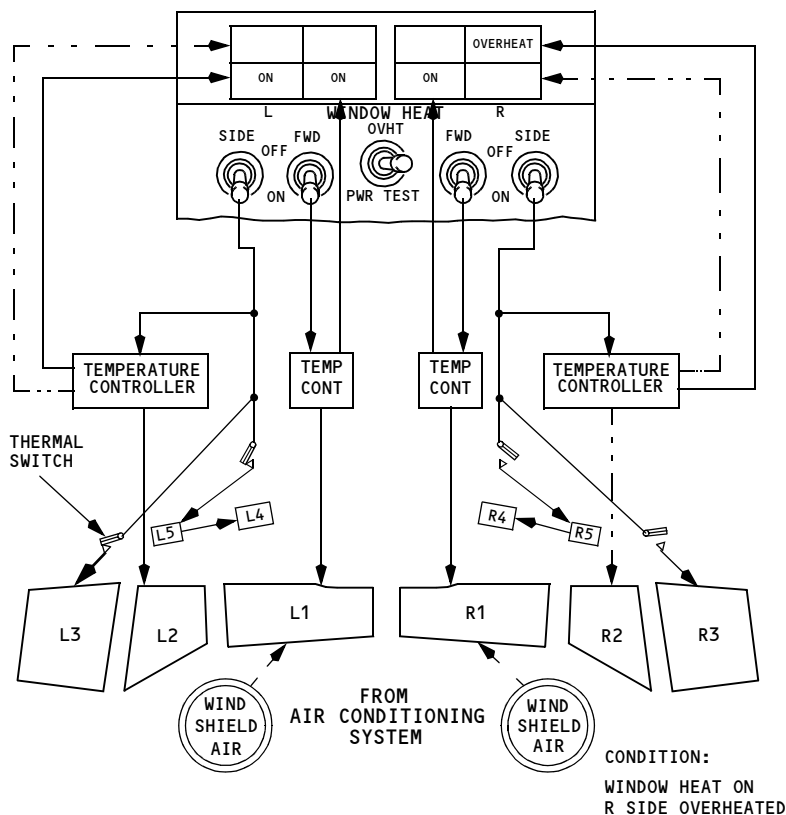 OVERHEAT
ON ON ON
L WINDOW HEAT R
OVHT
SIDE FWD FWD SIDE
OFF OFF
ON PWR TEST ON
TEMPERATURE
CONTROLLER
TEMP
CONT
TEMP
CONT
TEMPERATURE
CONTROLLER
THERMAL
SWITCH
L5
L4
R4
R5
L3
L2
L1
R1
R2
R3
WIND
SHIELD
AIR
FROM
AIR CONDITIONING
SYSTEM
WIND
SHIELD
AIR
CONDITION:
WINDOW HEAT ON
R SIDE OVERHEATED